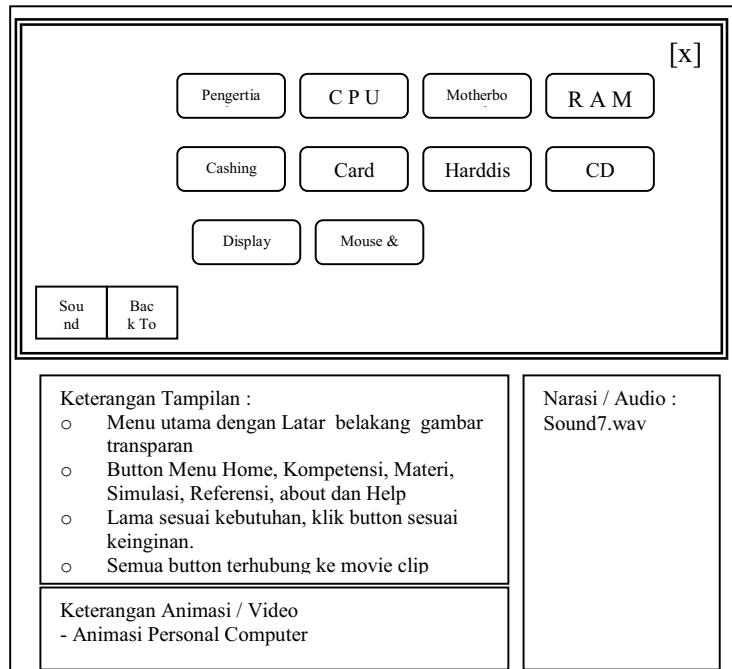 [x]
Pengertia
C P U
Motherbo
R A M
Cashing
Card
Harddis
CD
Display
Mouse &
Sou
nd
Bac
k To
Keterangan Tampilan :
o Menu utama dengan Latar belakang gambar
transparan
o Button Menu Home, Kompetensi, Materi,
Simulasi, Referensi, about dan Help
o Lama sesuai kebutuhan, klik button sesuai
keinginan.
o Semua button terhubung ke movie clip
Narasi / Audio :
Sound7.wav
Keterangan Animasi / Video
- Animasi Personal Computer